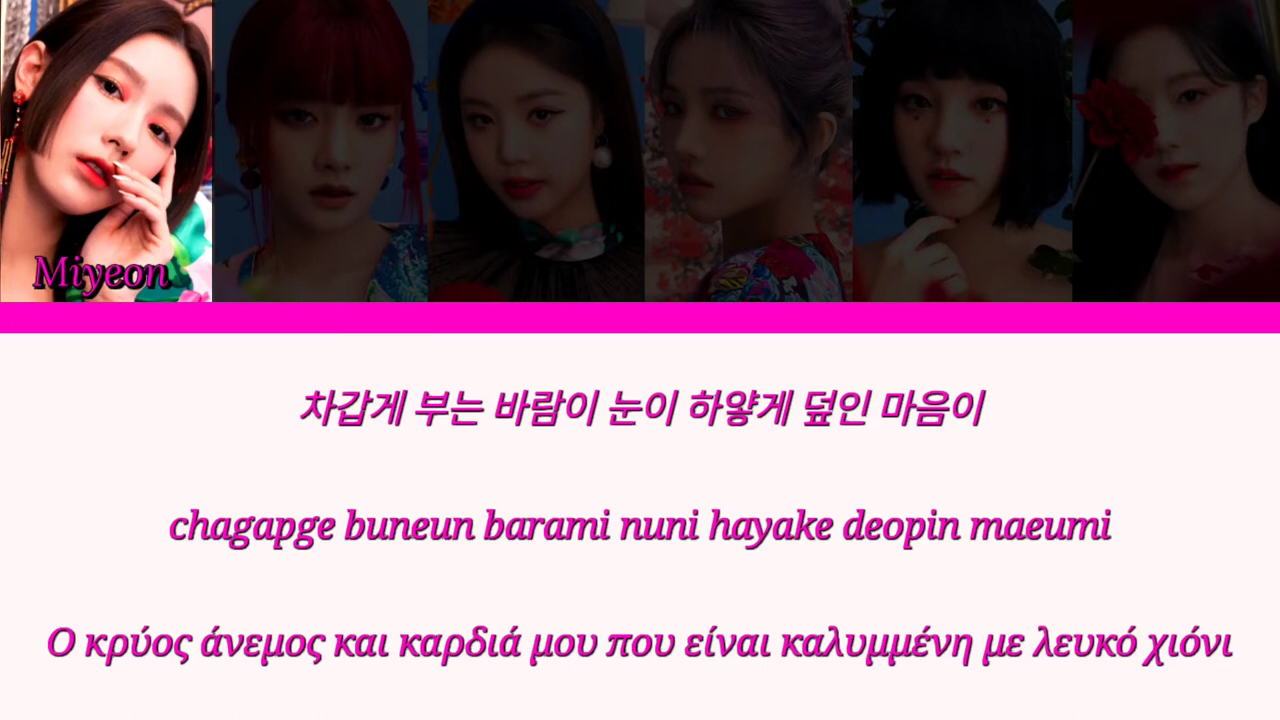 Miyeon
차갑게 부는 바람이 눈이 하얗게 덮인 마음이
chagapge buneun barami nuni hayake deopin maeumi
Ο κρύος άνεμος και καρδιά μου που είναι καλυμμένη με λευκό χιόνι